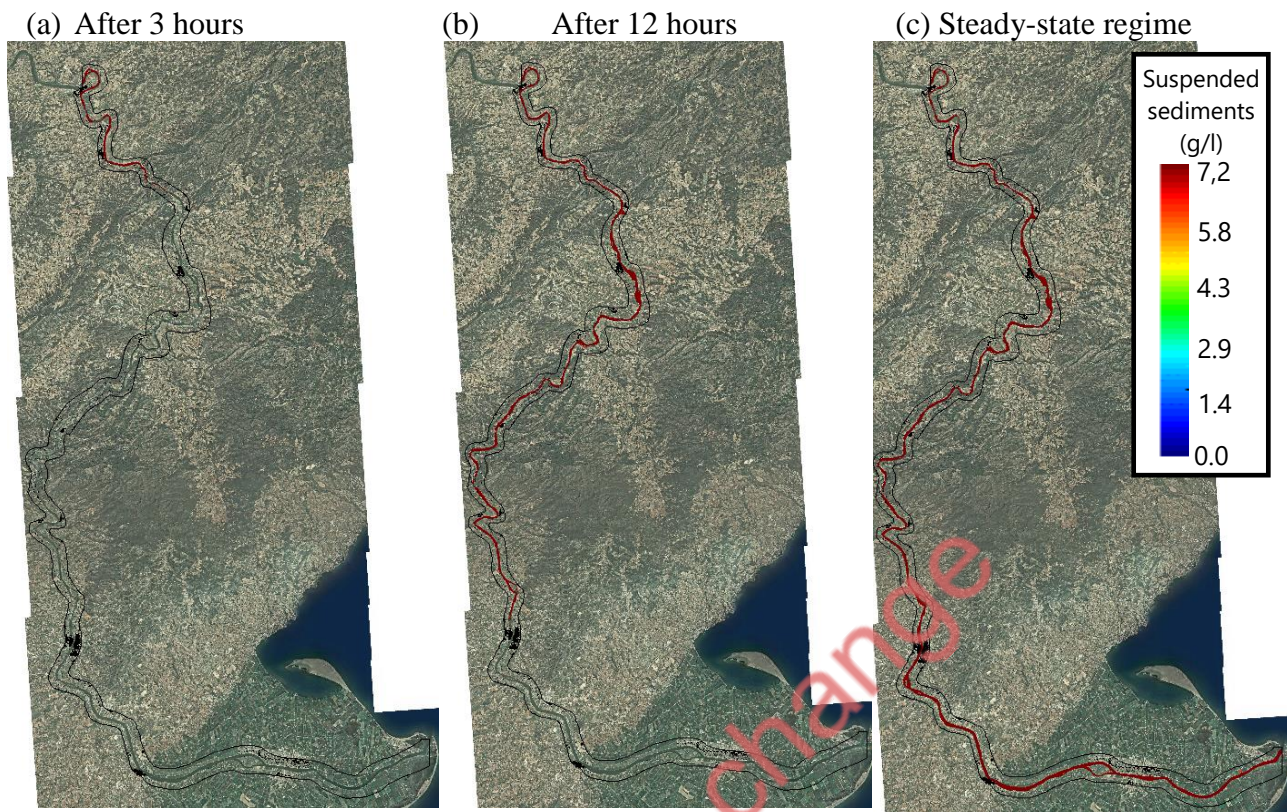 (a) After 3 hours
(b) After 12 hours
(c) Steady-state regime
Suspended
sediments
(g/l)
7,2
5.8
4.3
2.9
1.4
0.0
change